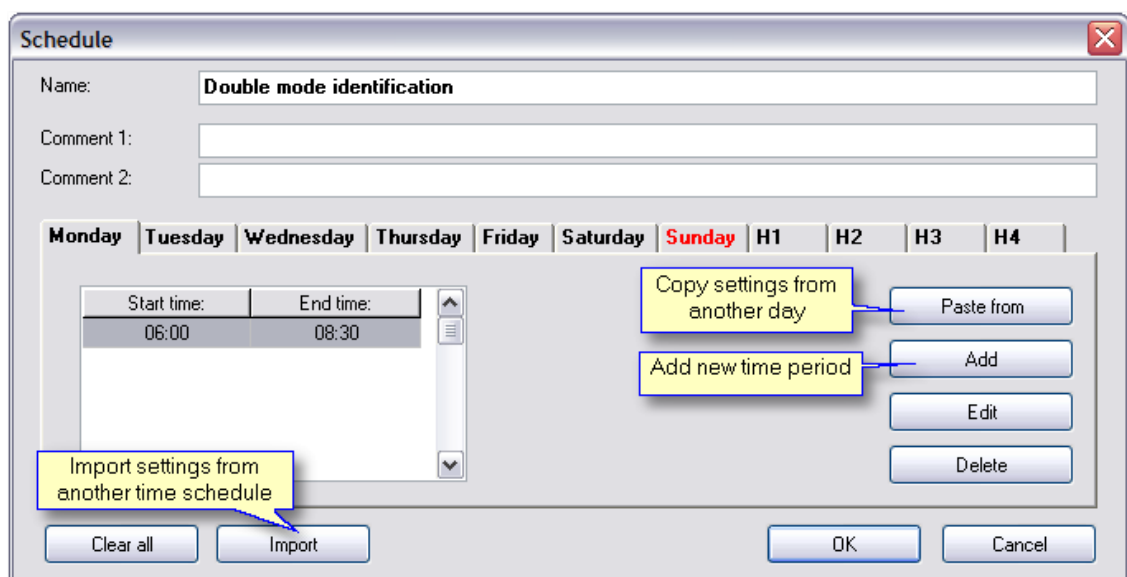 Schedule
Name: Double mode identification
Comment 1:
Comment 2:
Monday Tuesday Wednesday Thursday Friday Saturday Sunday H1 H2 H3 H4
Start time: End time:
06:00 08:30
Copy settings from
another day
Paste from
Add new time period
Add
Edit
Delete
Import settings from
another time schedule
Clear all Import OK Cancel